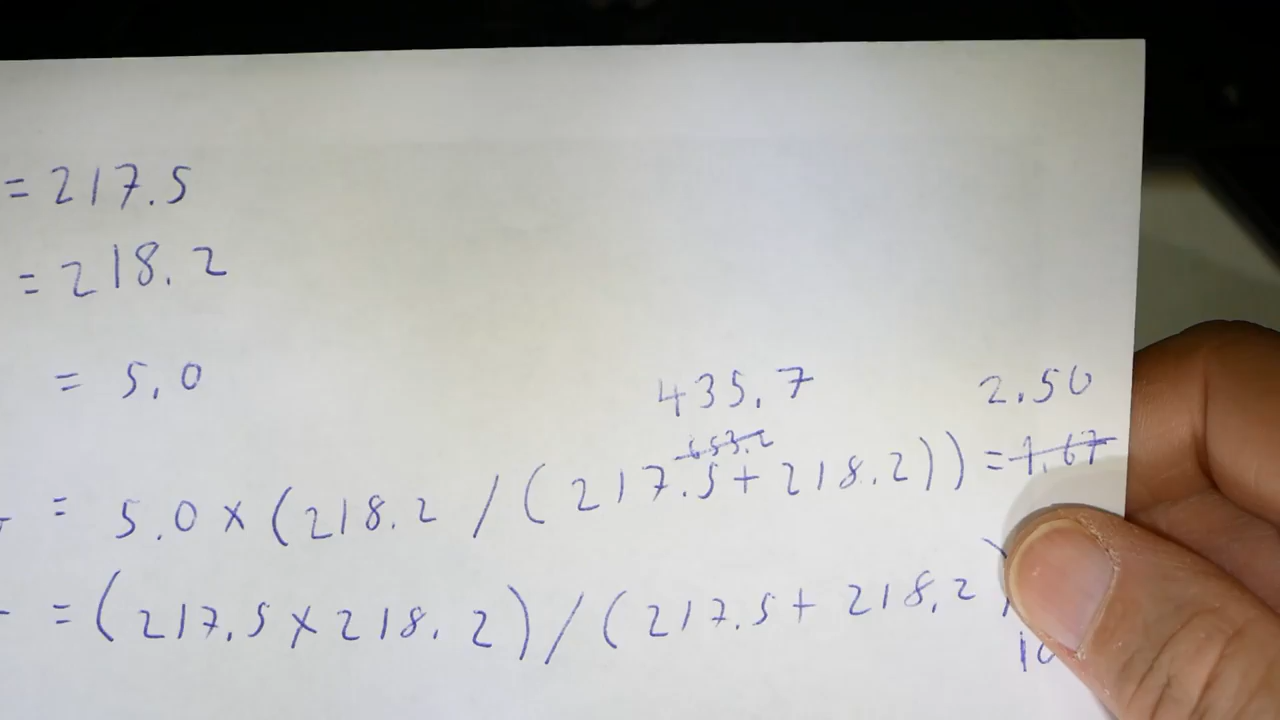 = 217.5
= 218.2
= 5.0
435.7 2.50
653.2
= 5.0 × (218.2 / (217.5 + 218.2)) = 1.67
= (217.5 × 218.2) / (217.5 + 218.2)